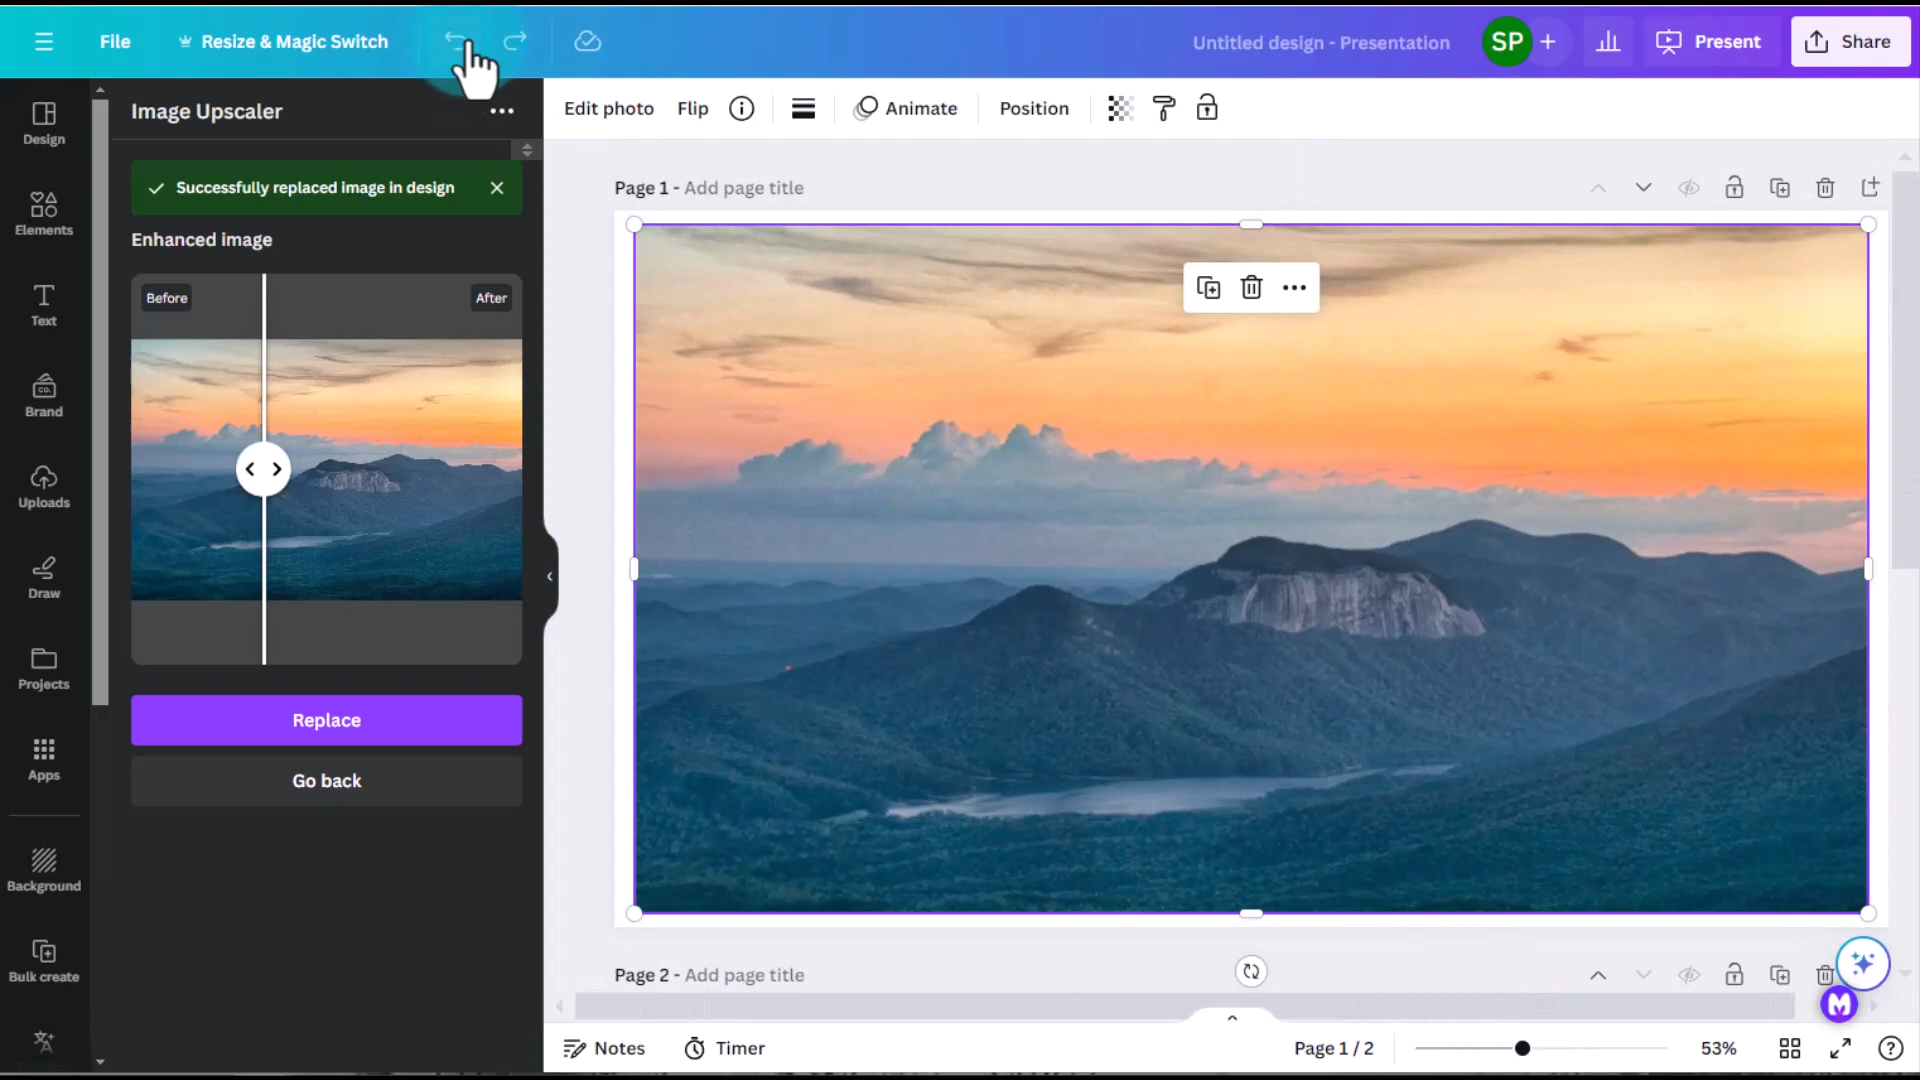 File
Resize & Magic Switch
Untitled design - Presentation
SP
Present
Share
Design
Elements
Text
CO.
Brand
Uploads
Draw
Projects
Apps
Background
Bulk create
Image Upscaler
Successfully replaced image in design
Enhanced image
Before
After
Replace
Go back
Edit photo
Flip
Animate
Position
Page 1 - Add page title
Page 2 - Add page title
Notes
Timer
Page 1 / 2
53%